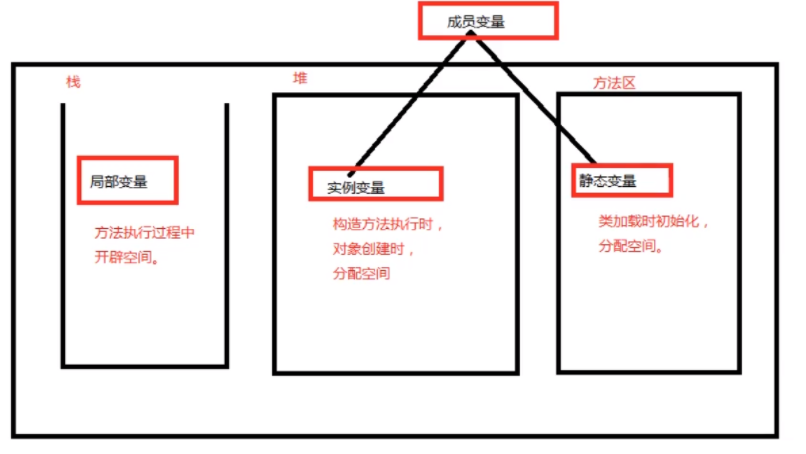 成员变量
栈
堆
方法区
局部变量
方法执行过程中
开辟空间。
实例变量
构造方法执行时，
对象创建时，
分配空间
静态变量
类加载时初始化，
分配空间。